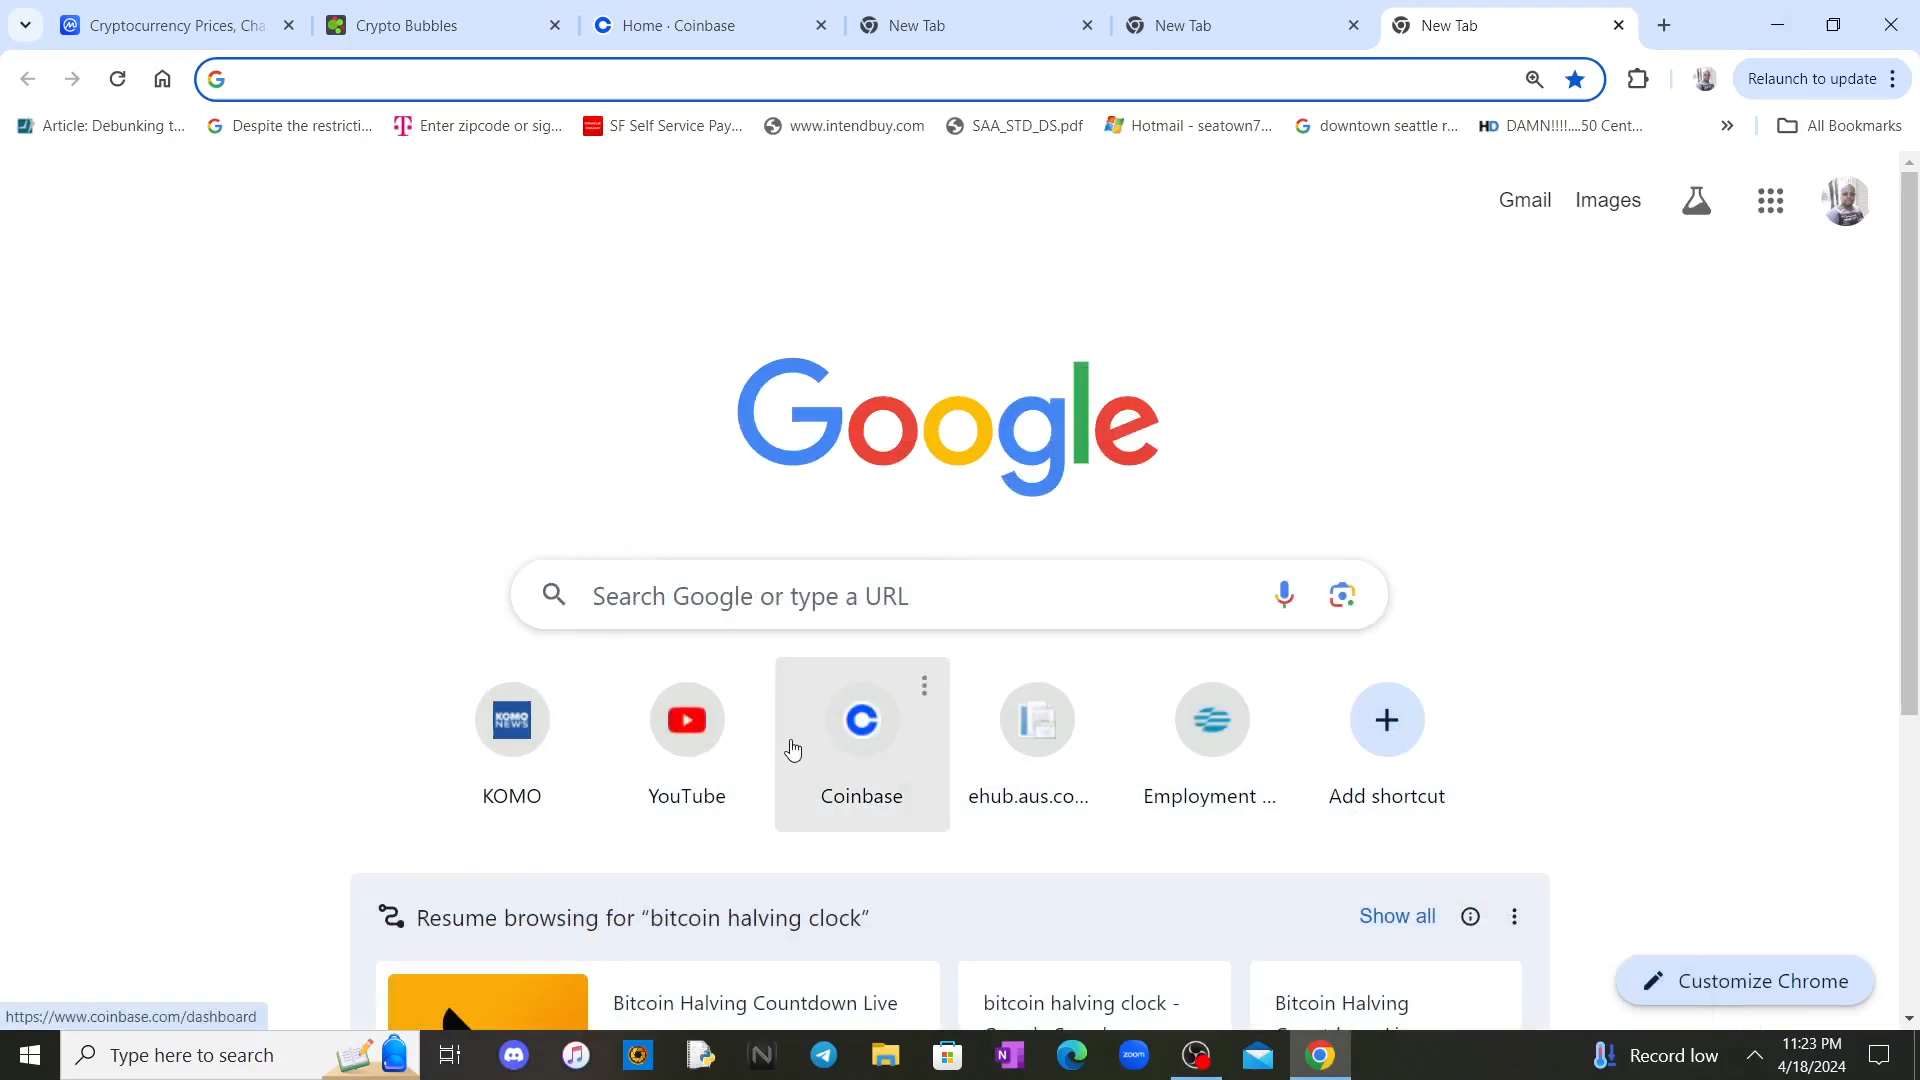 Cryptocurrency Prices, Cha
Crypto Bubbles
Home · Coinbase
New Tab
New Tab
New Tab
Relaunch to update
Article: Debunking t...
Despite the restricti...
Enter zipcode or sig...
SF Self Service Pay...
www.intendbuy.com
SAA_STD_DS.pdf
Hotmail - seatown7...
downtown seattle r...
HD DAMN!!!!....50 Cent...
All Bookmarks
Gmail
Images
Google
Search Google or type a URL
KOMO NEWS
KOMO
YouTube
Coinbase
ehub.aus.co...
Employment ...
Add shortcut
Resume browsing for “bitcoin halving clock”
Show all
Bitcoin Halving Countdown Live
bitcoin halving clock -
Bitcoin Halving
Customize Chrome
https://www.coinbase.com/dashboard
Type here to search
zoom
Record low
11:23 PM
4/18/2024